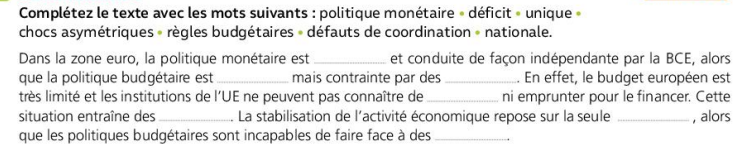 Complétez le texte avec les mots suivants : politique monétaire • déficit • unique •
chocs asymétriques • règles budgétaires • défauts de coordination • nationale.
Dans la zone euro, la politique monétaire est ............ et conduite de façon indépendante par la BCE, alors
que la politique budgétaire est ............ mais contrainte par des ............. En effet, le budget européen est
très limité et les institutions de l'UE ne peuvent pas connaître de ............ ni emprunter pour le financer. Cette
situation entraîne des ............. La stabilisation de l'activité économique repose sur la seule ............ , alors
que les politiques budgétaires sont incapables de faire face à des .............